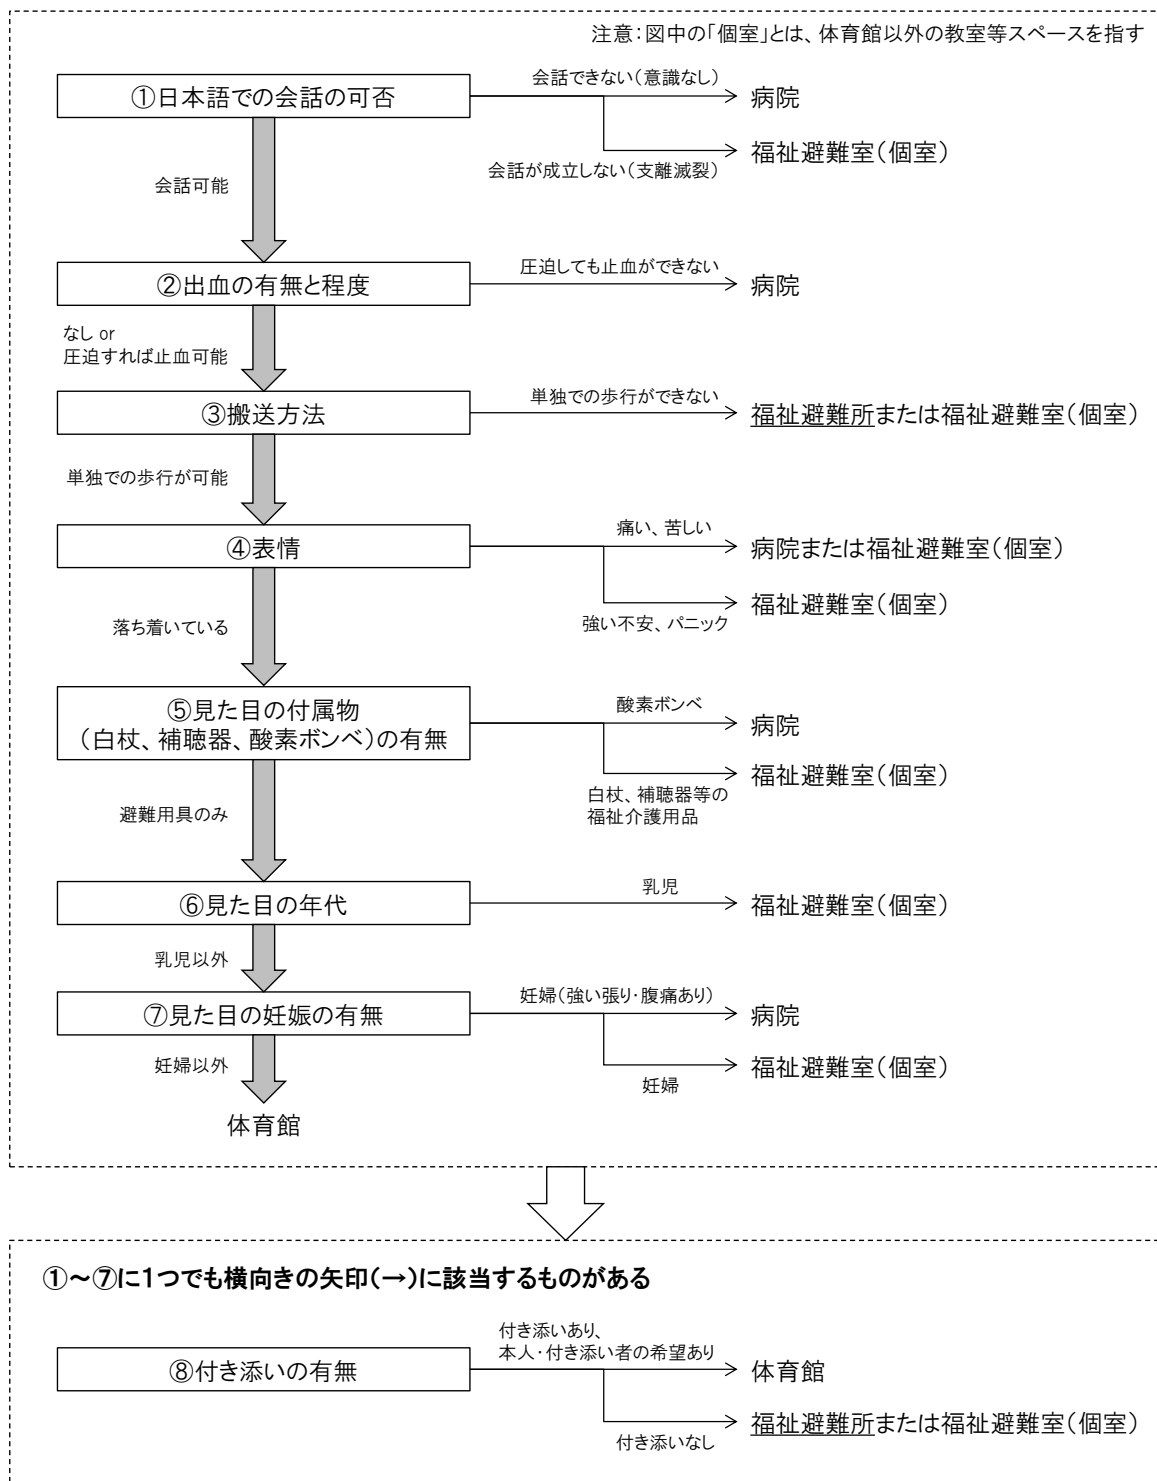 注意：図中の「個室」とは、体育館以外の教室等スペースを指す
①日本語での会話の可否
会話できない（意識なし）
病院
会話が成立しない（支離滅裂）
福祉避難室（個室）
会話可能
②出血の有無と程度
圧迫しても止血ができない
病院
なし or
圧迫すれば止血可能
③搬送方法
単独での歩行ができない
福祉避難所または福祉避難室（個室）
単独での歩行が可能
④表情
痛い、苦しい
病院または福祉避難室（個室）
強い不安、パニック
福祉避難室（個室）
落ち着いている
⑤見た目の付属物
（白杖、補聴器、酸素ボンベ）の有無
酸素ボンベ
病院
白杖、補聴器等の
福祉介護用品
福祉避難室（個室）
避難用具のみ
⑥見た目の年代
乳児
福祉避難室（個室）
乳児以外
⑦見た目の妊娠の有無
妊婦（強い張り・腹痛あり）
病院
妊婦
福祉避難室（個室）
妊婦以外
体育館
①～⑦に１つでも横向きの矢印（→）に該当するものがある
⑧付き添いの有無
付き添いあり、
本人・付き添い者の希望あり
体育館
付き添いなし
福祉避難所または福祉避難室（個室）